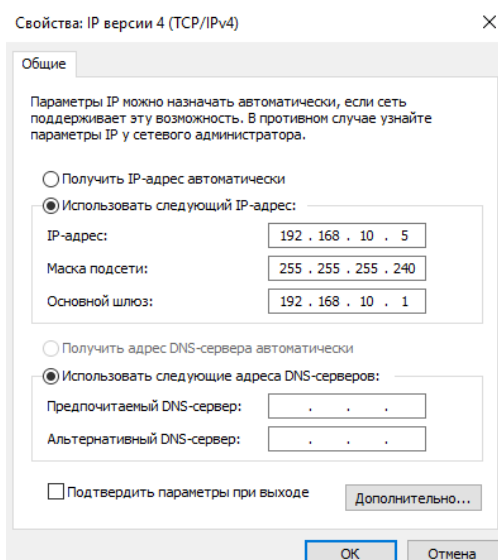 Свойства: IP версии 4 (TCP/IPv4)
Общие
Параметры IP можно назначать автоматически, если сеть
поддерживает эту возможность. В противном случае узнайте
параметры IP у сетевого администратора.
Получить IP-адрес автоматически
Использовать следующий IP-адрес:
IP-адрес: 192 . 168 . 10 . 5
Маска подсети: 255 . 255 . 255 . 240
Основной шлюз: 192 . 168 . 10 . 1
Получить адрес DNS-сервера автоматически
Использовать следующие адреса DNS-серверов:
Предпочитаемый DNS-сервер: . . .
Альтернативный DNS-сервер: . . .
Подтвердить параметры при выходе
Дополнительно...
ОК Отмена